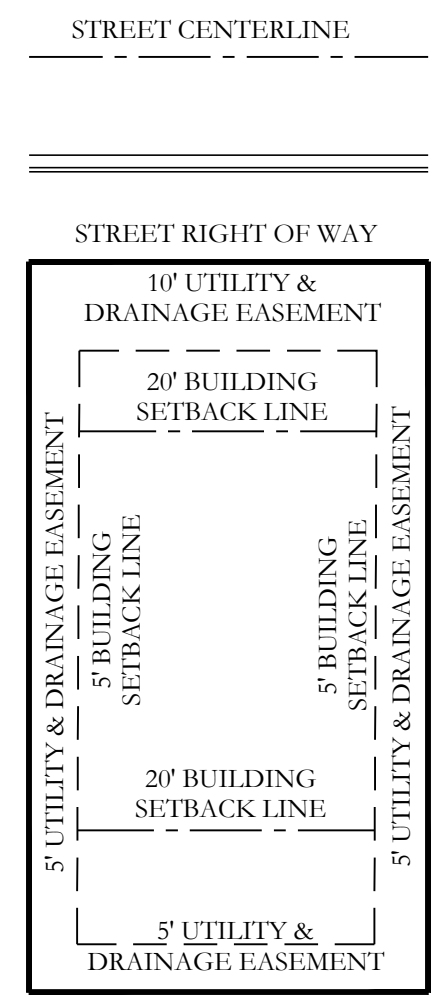 STREET CENTERLINE
STREET RIGHT OF WAY
10' UTILITY &
DRAINAGE EASEMENT
20' BUILDING
SETBACK LINE
5' UTILITY & DRAINAGE EASEMENT
5' BUILDING
SETBACK LINE
5' BUILDING
SETBACK LINE
5' UTILITY & DRAINAGE EASEMENT
20' BUILDING
SETBACK LINE
5' UTILITY &
DRAINAGE EASEMENT